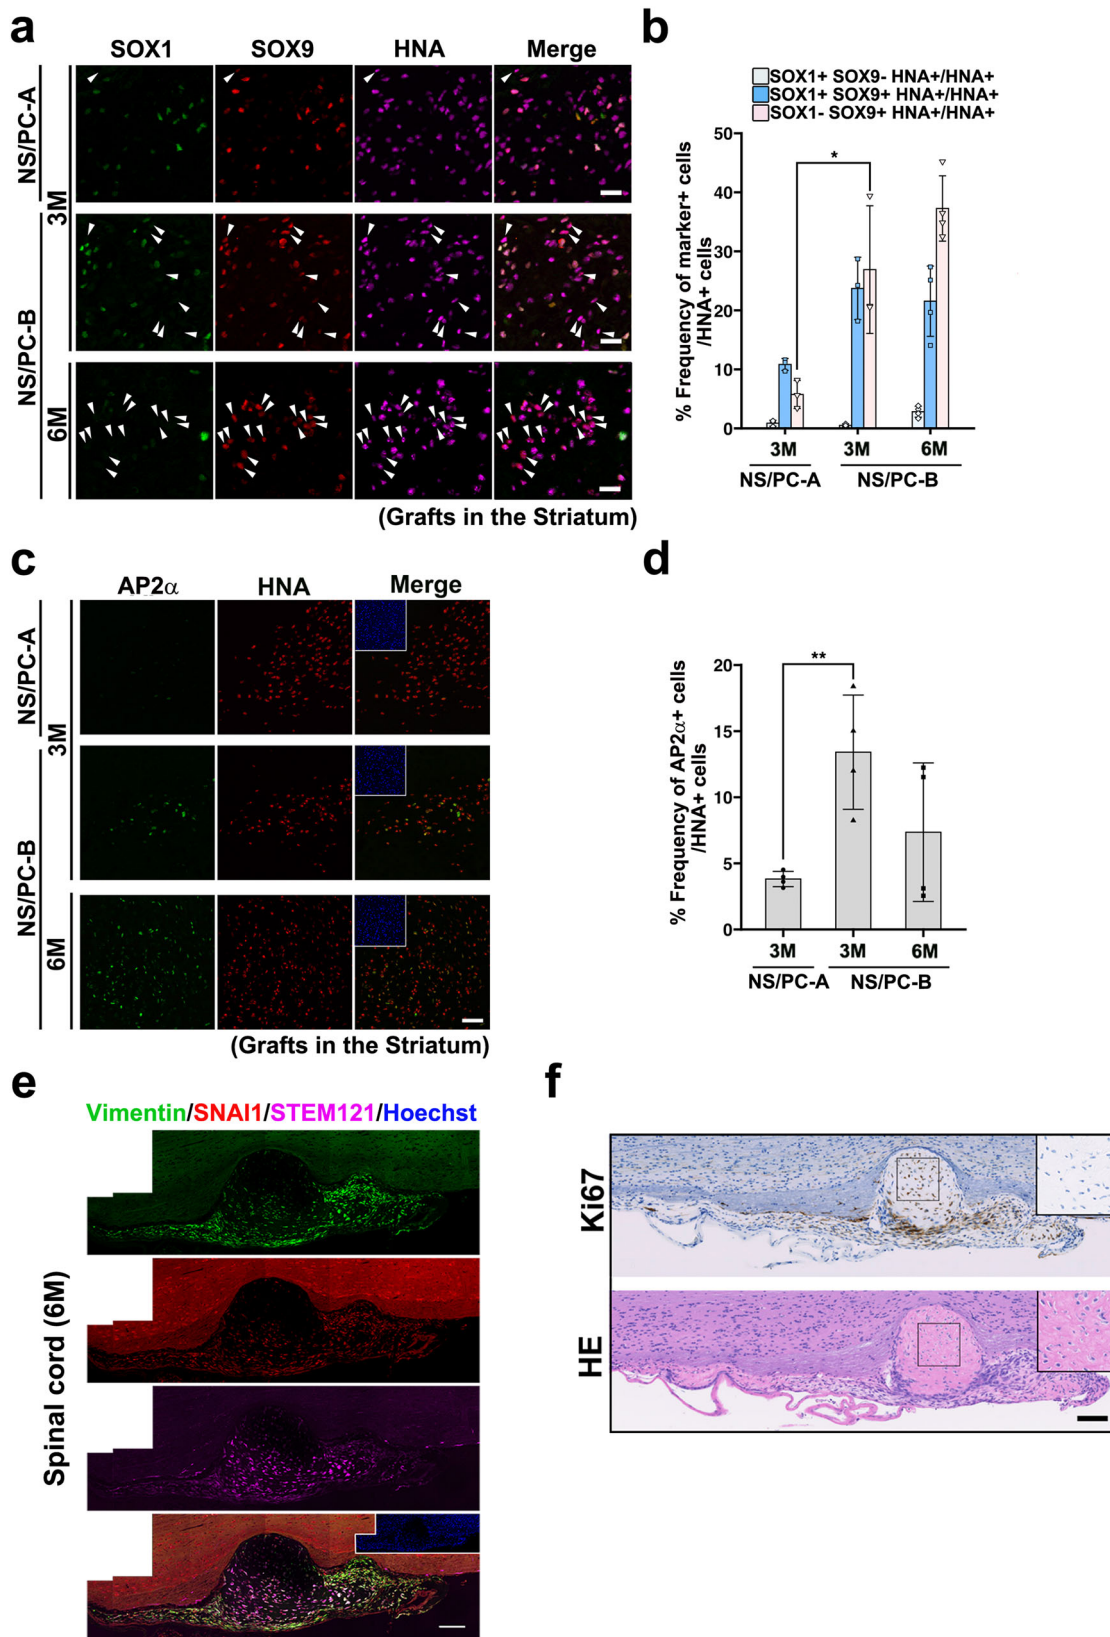 a
SOX1 SOX9 HNA Merge
NS/PC-A
3M
NS/PC-B
6M
(Grafts in the Striatum)
b
SOX1+ SOX9- HNA+/HNA+
SOX1+ SOX9+ HNA+/HNA+
SOX1- SOX9+ HNA+/HNA+
% Frequency of marker+ cells
/HNA+ cells
50
40
30
20
10
0
*
3M 3M 6M
NS/PC-A NS/PC-B
c
AP2α HNA Merge
NS/PC-A
3M
NS/PC-B
6M
(Grafts in the Striatum)
d
% Frequency of AP2α+ cells
/HNA+ cells
20
15
10
5
0
**
3M 3M 6M
NS/PC-A NS/PC-B
e
Vimentin/SNAI1/STEM121/Hoechst
Spinal cord (6M)
f
Ki67
HE